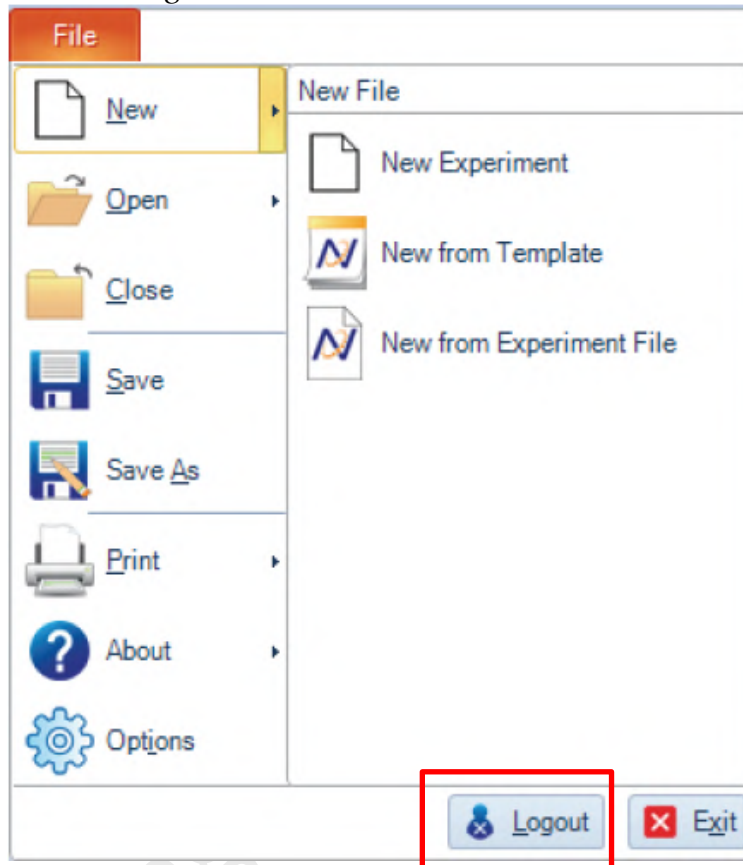 File
New
New File
New Experiment
Open
New from Template
Close
New from Experiment File
Save
Save As
Print
About
Options
Logout
Exit